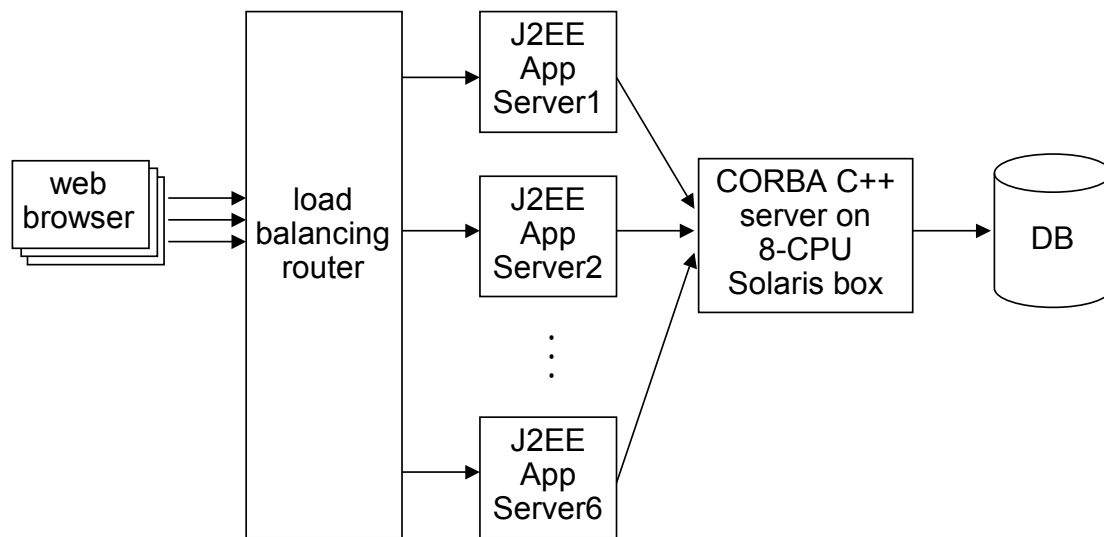 web
browser
load
balancing
router
J2EE
App
Server1
J2EE
App
Server2
J2EE
App
Server6
CORBA C++
server on
8-CPU
Solaris box
DB